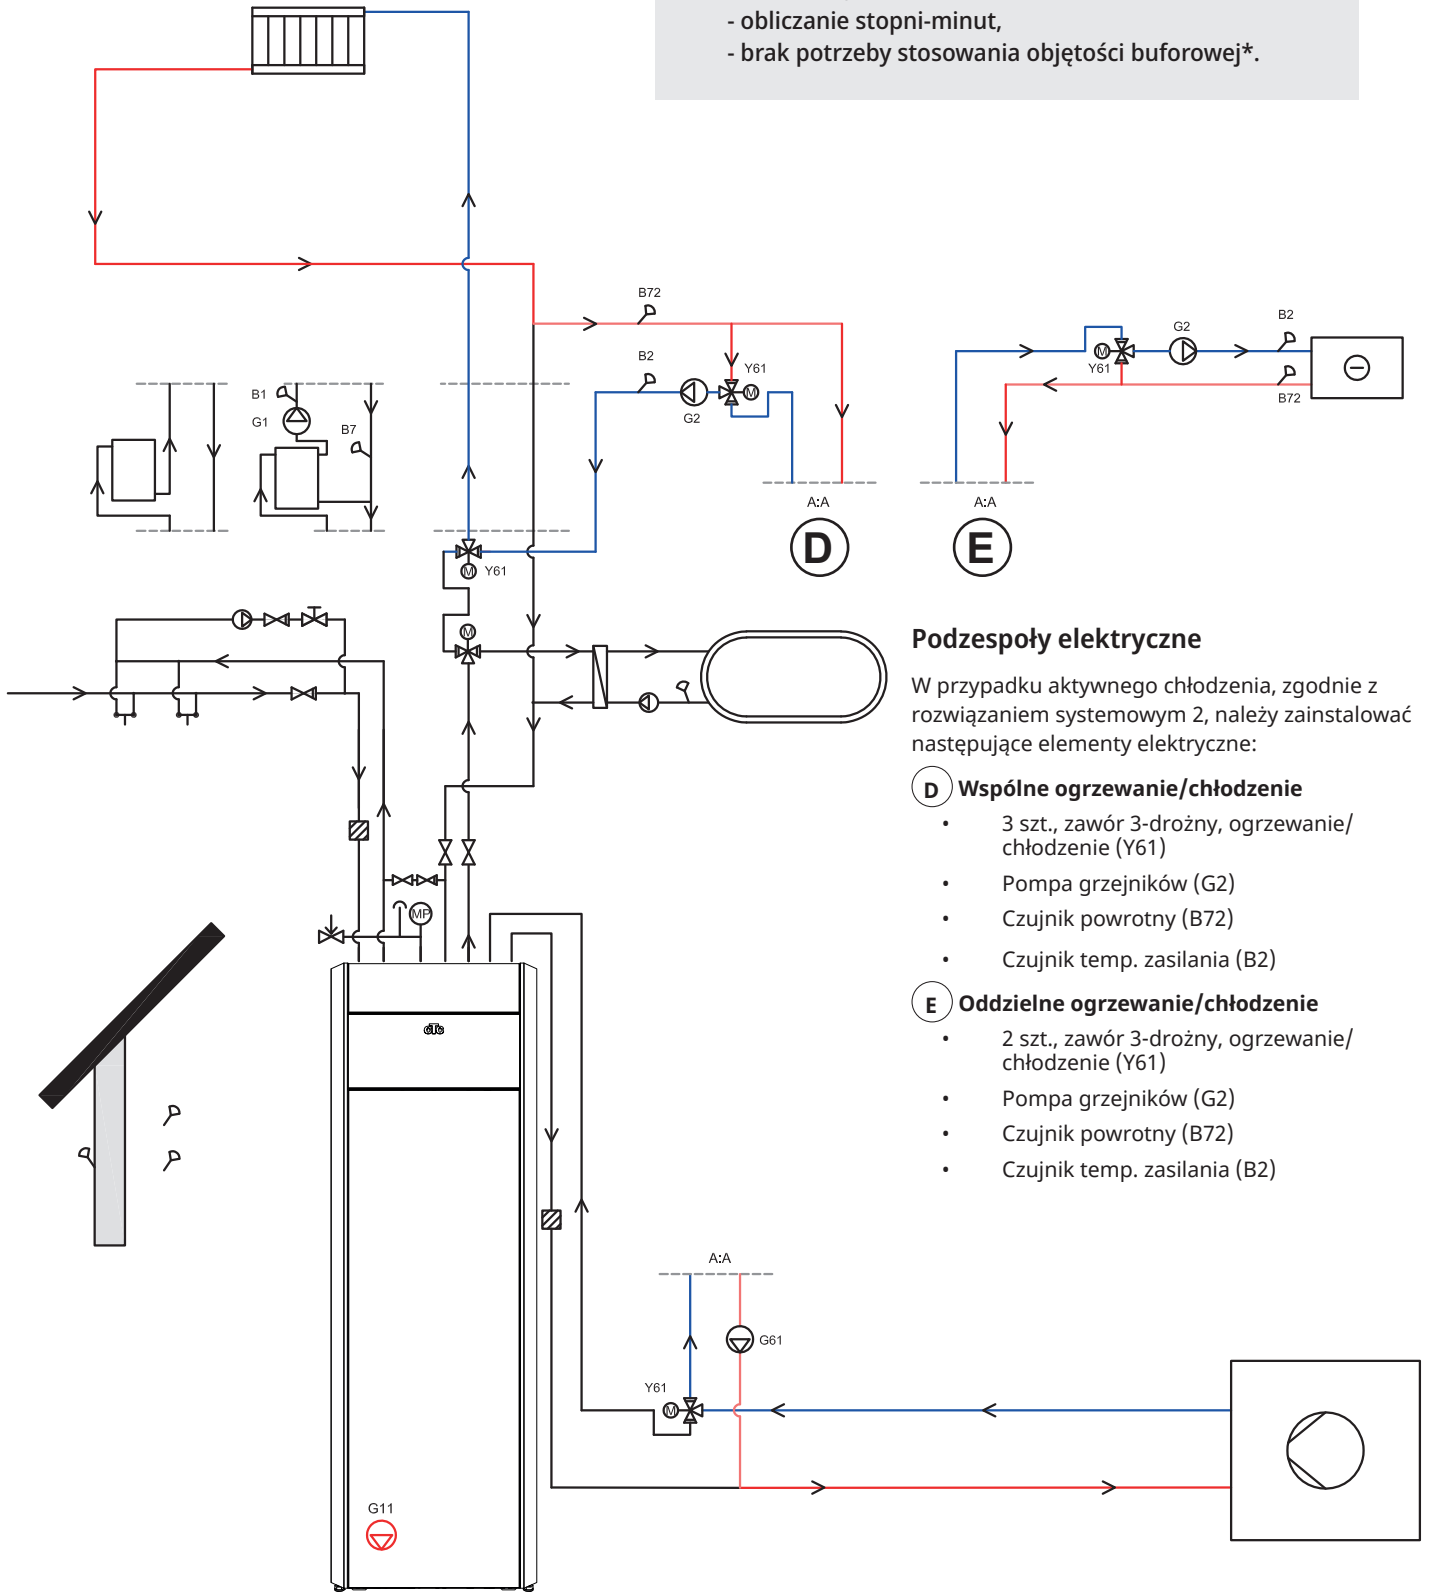 - obliczanie stopni-minut,
- brak potrzeby stosowania objętości buforowej*.
B72
B2
Y61
M
G2
A:A
D
G2
B2
M
Y61
B72
A:A
E
B1
G1
B7
M
Y61
M
Podzespoły elektryczne
W przypadku aktywnego chłodzenia, zgodnie z
rozwiązaniem systemowym 2, należy zainstalować
następujące elementy elektryczne:
D Wspólne ogrzewanie/chłodzenie
• 3 szt., zawór 3-drożny, ogrzewanie/
chłodzenie (Y61)
• Pompa grzejników (G2)
• Czujnik powrotny (B72)
• Czujnik temp. zasilania (B2)
E Oddzielne ogrzewanie/chłodzenie
• 2 szt., zawór 3-drożny, ogrzewanie/
chłodzenie (Y61)
• Pompa grzejników (G2)
• Czujnik powrotny (B72)
• Czujnik temp. zasilania (B2)
MP
CTC
A:A
G61
Y61
M
G11